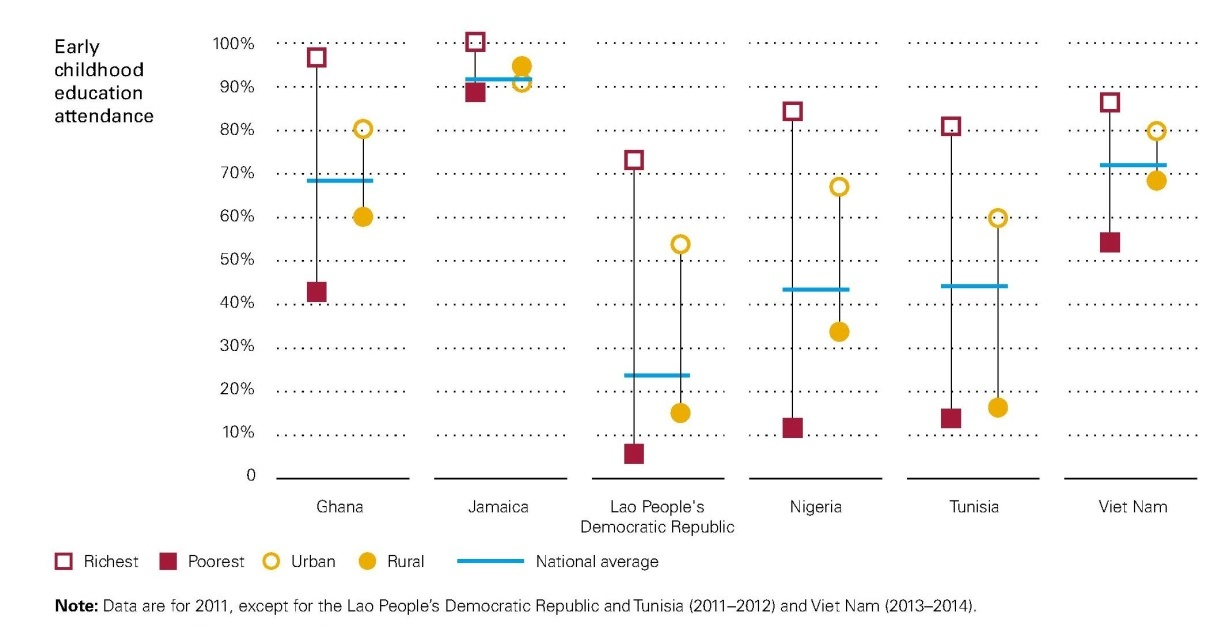 Early
childhood
education
attendance
100%
90%
80%
70%
60%
50%
40%
30%
20%
10%
0
Ghana
Jamaica
Lao People's
Democratic Republic
Nigeria
Tunisia
Viet Nam
Richest
Poorest
Urban
Rural
National average
Note: Data are for 2011, except for the Lao People’s Democratic Republic and Tunisia (2011–2012) and Viet Nam (2013–2014).